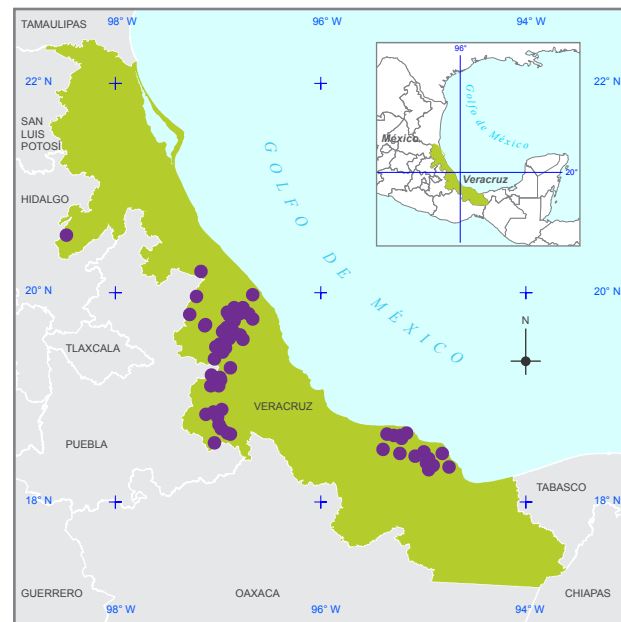 TAMAULIPAS
98° W
96° W
94° W
22° N
22° N
SAN
LUIS
POTOSÍ
HIDALGO
96°
Golfo de México
México
Veracruz
20°
GOLFO DE MÉXICO
20° N
20° N
N
TLAXCALA
VERACRUZ
PUEBLA
TABASCO
18° N
18° N
GUERRERO
OAXACA
CHIAPAS
98° W
96° W
94° W